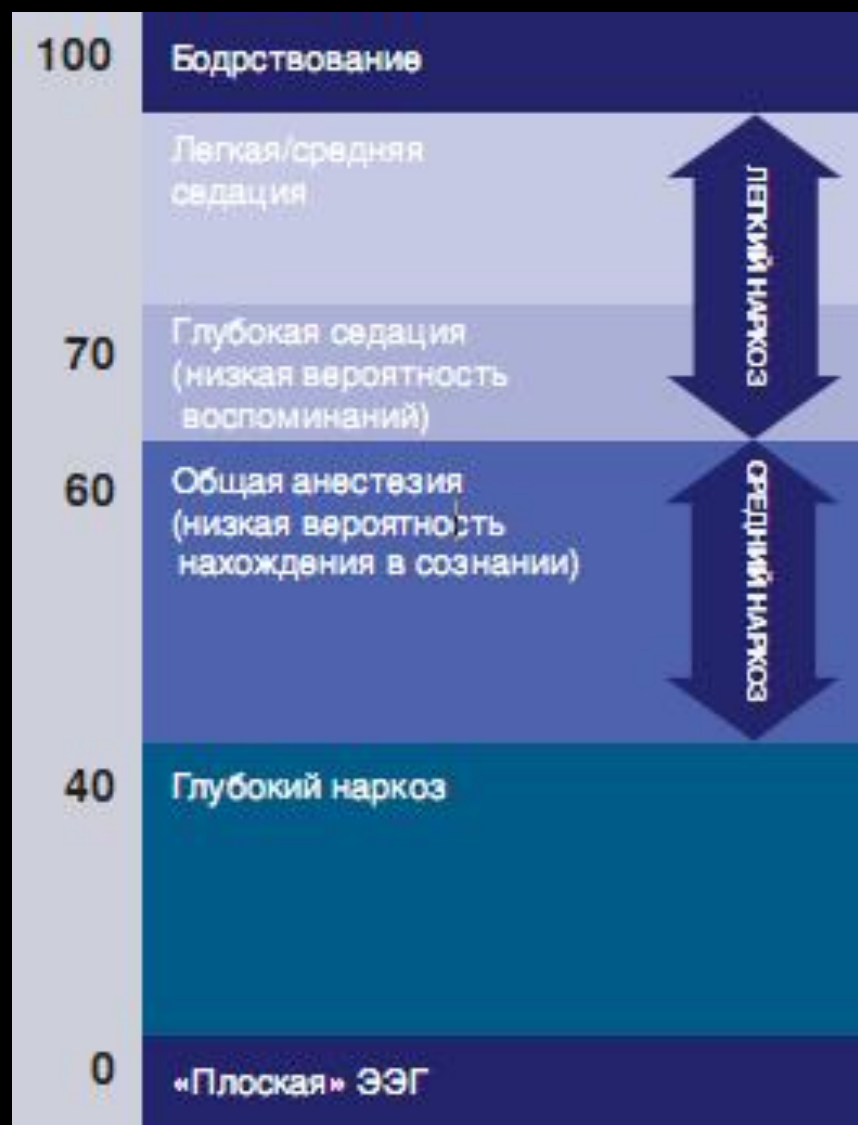 100
Бодрствование
Легкая/средняя
седация
ЛЕГКИЙ НАРКОЗ
70
Глубокая седация
(низкая вероятность
воспоминаний)
60
Общая анестезия
(низкая вероятность
нахождения в сознании)
СРЕДНИЙ НАРКОЗ
40
Глубокий наркоз
0
«Плоская» ЭЭГ